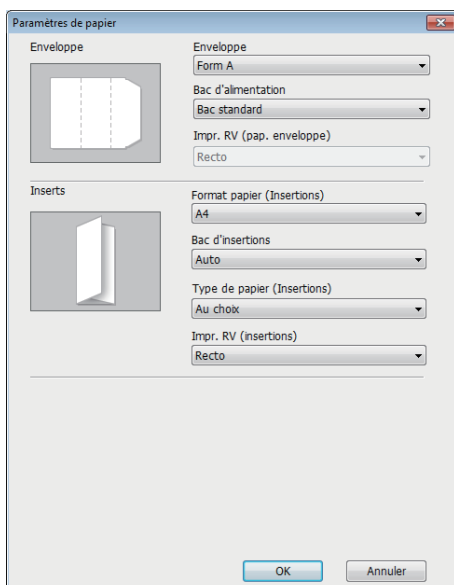 Paramètres de papier
Enveloppe
Enveloppe
Form A
Bac d'alimentation
Bac standard
Impr. RV (pap. enveloppe)
Recto
Inserts
Format papier (Insertions)
A4
Bac d'insertions
Auto
Type de papier (Insertions)
Au choix
Impr. RV (insertions)
Recto
OK
Annuler